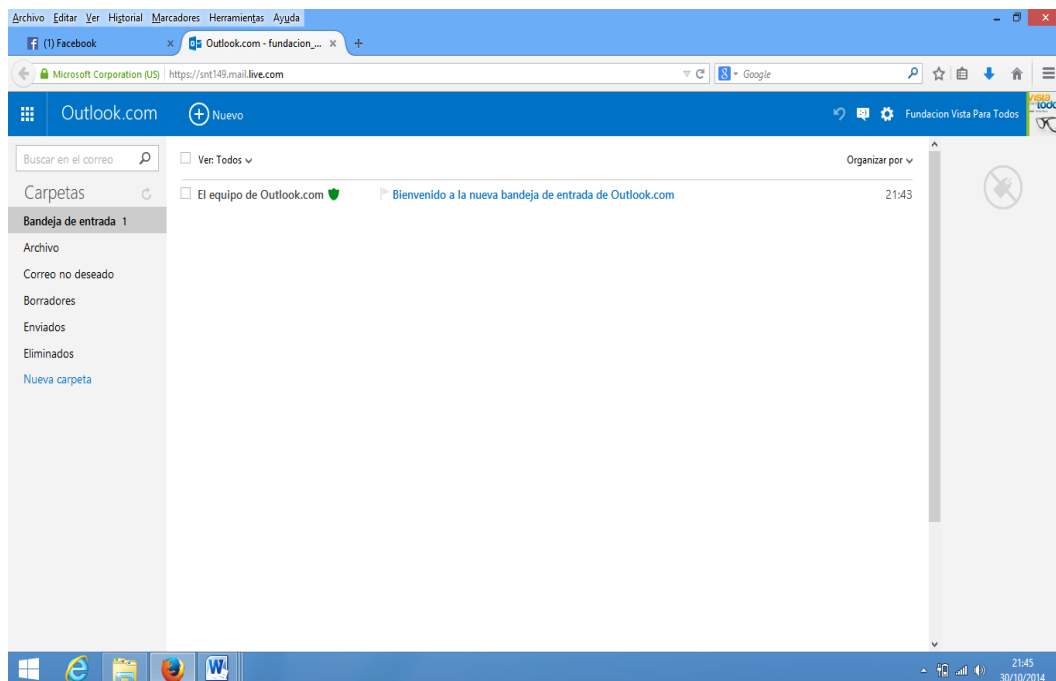 Archivo Editar Ver Historial Marcadores Herramientas Ayuda
(1) Facebook
Outlook.com - fundacion_...
Microsoft Corporation (US) https://snt149.mail.live.com
Google
Outlook.com
Nuevo
Fundacion Vista Para Todos
Buscar en el correo
Ver: Todos
Organizar por
Carpetas
El equipo de Outlook.com
Bienvenido a la nueva bandeja de entrada de Outlook.com
21:43
Bandeja de entrada 1
Archivo
Correo no deseado
Borradores
Enviados
Eliminados
Nueva carpeta
21:45
30/10/2014